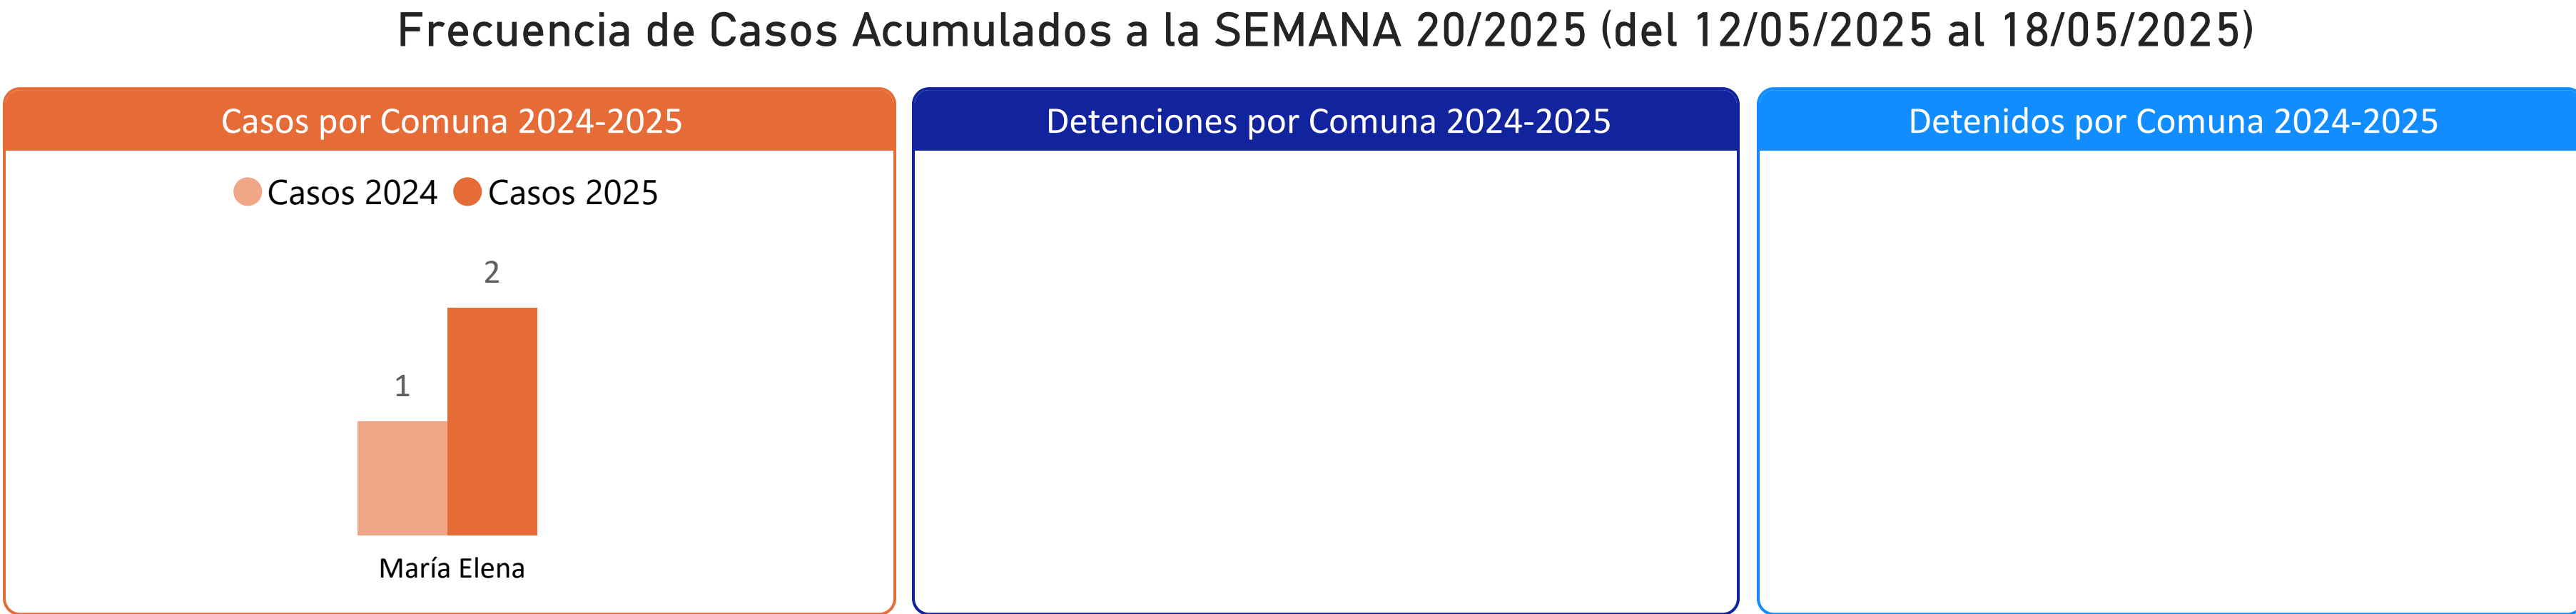 Frecuencia de Casos Acumulados a la SEMANA 20/2025 (del 12/05/2025 al 18/05/2025)
Casos por Comuna 2024-2025
Casos 2024 Casos 2025
2
1
María Elena
Detenciones por Comuna 2024-2025
Detenidos por Comuna 2024-2025